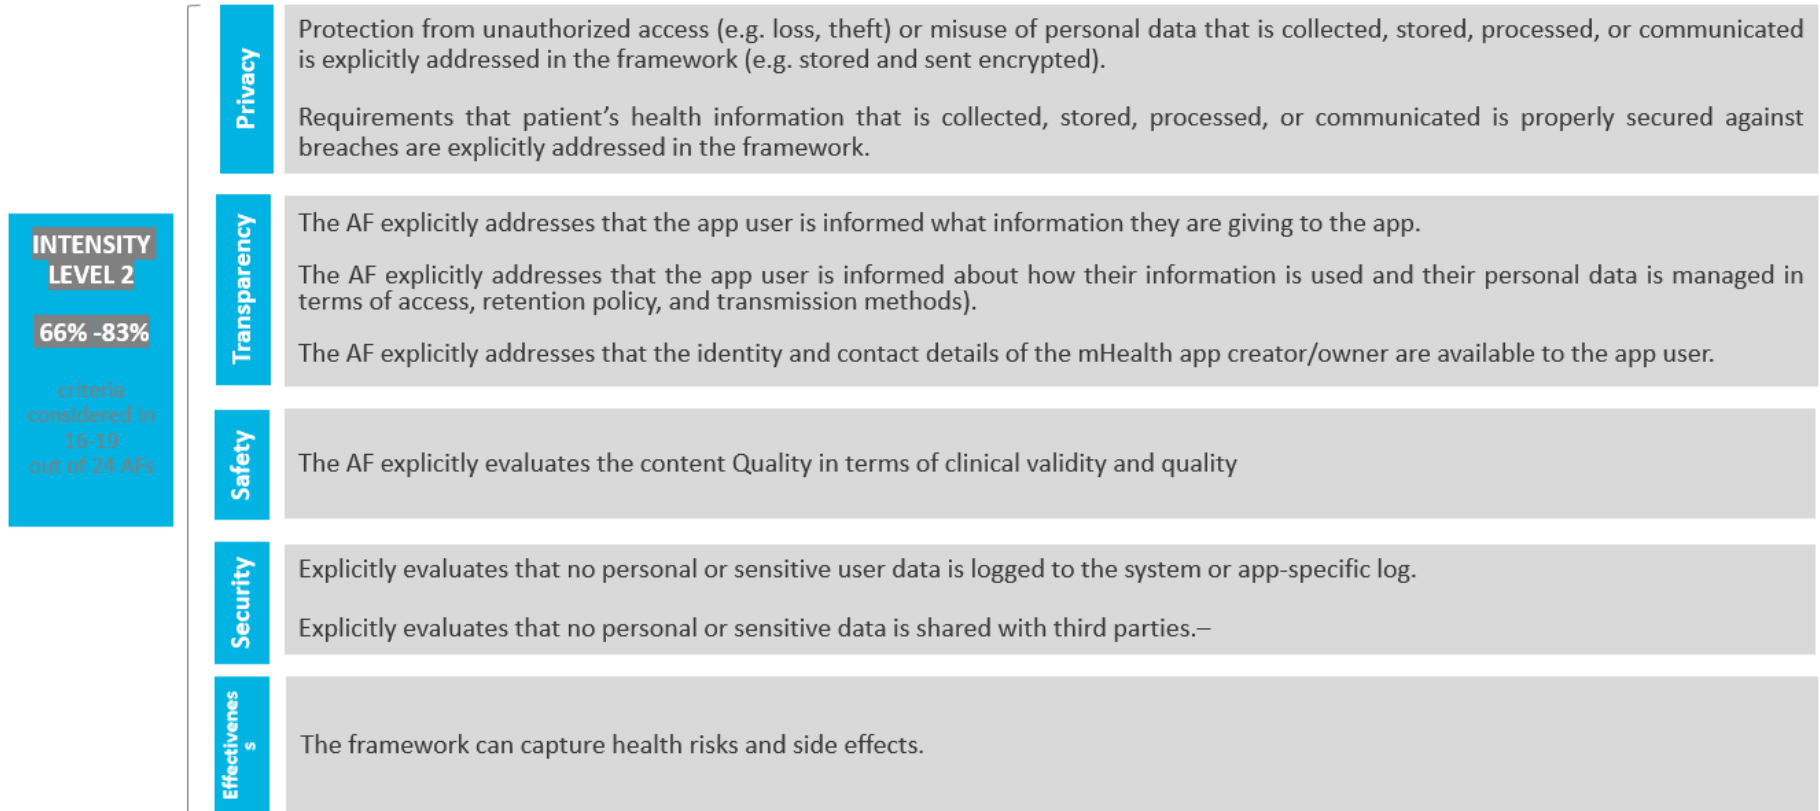 INTENSITY
LEVEL 2
66% -83%
criteria
considered in
16-19
out of 24 AFs
Privacy
Protection from unauthorized access (e.g. loss, theft) or misuse of personal data that is collected, stored, processed, or communicated
is explicitly addressed in the framework (e.g. stored and sent encrypted).
Requirements that patient’s health information that is collected, stored, processed, or communicated is properly secured against
breaches are explicitly addressed in the framework.
Transparency
The AF explicitly addresses that the app user is informed what information they are giving to the app.
The AF explicitly addresses that the app user is informed about how their information is used and their personal data is managed in
terms of access, retention policy, and transmission methods).
The AF explicitly addresses that the identity and contact details of the mHealth app creator/owner are available to the app user.
Safety
The AF explicitly evaluates the content Quality in terms of clinical validity and quality
Security
Explicitly evaluates that no personal or sensitive user data is logged to the system or app-specific log.
Explicitly evaluates that no personal or sensitive data is shared with third parties.–
Effectivenes
s
The framework can capture health risks and side effects.